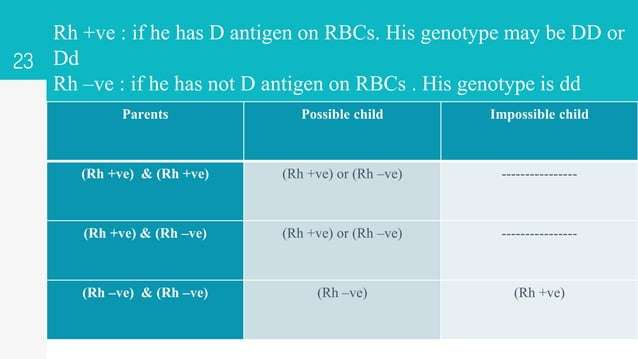 Rh +ve : if he has D antigen on RBCs. His genotype may be DD or
23
Dd
Rh –ve : if he has not D antigen on RBCs . His genotype is dd
Parents Possible child Impossible child
(Rh +ve) & (Rh +ve) (Rh +ve) or (Rh –ve) ----------------
(Rh +ve) & (Rh –ve) (Rh +ve) or (Rh –ve) ----------------
(Rh –ve) & (Rh –ve) (Rh –ve) (Rh +ve)